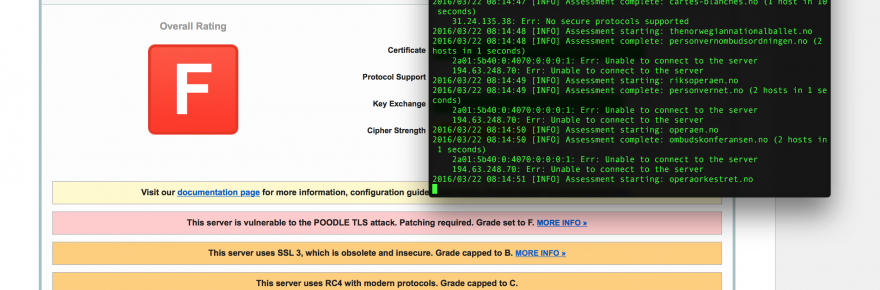 Overall Rating
F
Certificate
Protocol Support
Key Exchange
Cipher Strength
Visit our documentation page for more information, configuration guide
This server is vulnerable to the POODLE TLS attack. Patching required. Grade set to F. MORE INFO »
This server uses SSL 3, which is obsolete and insecure. Grade capped to B. MORE INFO »
This server uses RC4 with modern protocols. Grade capped to C.
2016/03/22 08:14:47 [INFO] Assessment complete: cartes-blanches.no (1 host in 10
seconds)
31.24.135.38: Err: No secure protocols supported
2016/03/22 08:14:48 [INFO] Assessment starting: thenorwegiannationalballet.no
2016/03/22 08:14:48 [INFO] Assessment complete: personvernombudsordningen.no (2
hosts in 1 seconds)
2a01:5b40:0:4070:0:0:0:1: Err: Unable to connect to the server
194.63.248.70: Err: Unable to connect to the server
2016/03/22 08:14:49 [INFO] Assessment starting: riksoperaen.no
2016/03/22 08:14:49 [INFO] Assessment complete: personvernet.no (2 hosts in 1 se
conds)
2a01:5b40:0:4070:0:0:0:1: Err: Unable to connect to the server
194.63.248.70: Err: Unable to connect to the server
2016/03/22 08:14:50 [INFO] Assessment starting: operaen.no
2016/03/22 08:14:50 [INFO] Assessment complete: ombudskonferansen.no (2 hosts in
1 seconds)
2a01:5b40:0:4070:0:0:0:1: Err: Unable to connect to the server
194.63.248.70: Err: Unable to connect to the server
2016/03/22 08:14:51 [INFO] Assessment starting: operaorkestret.no